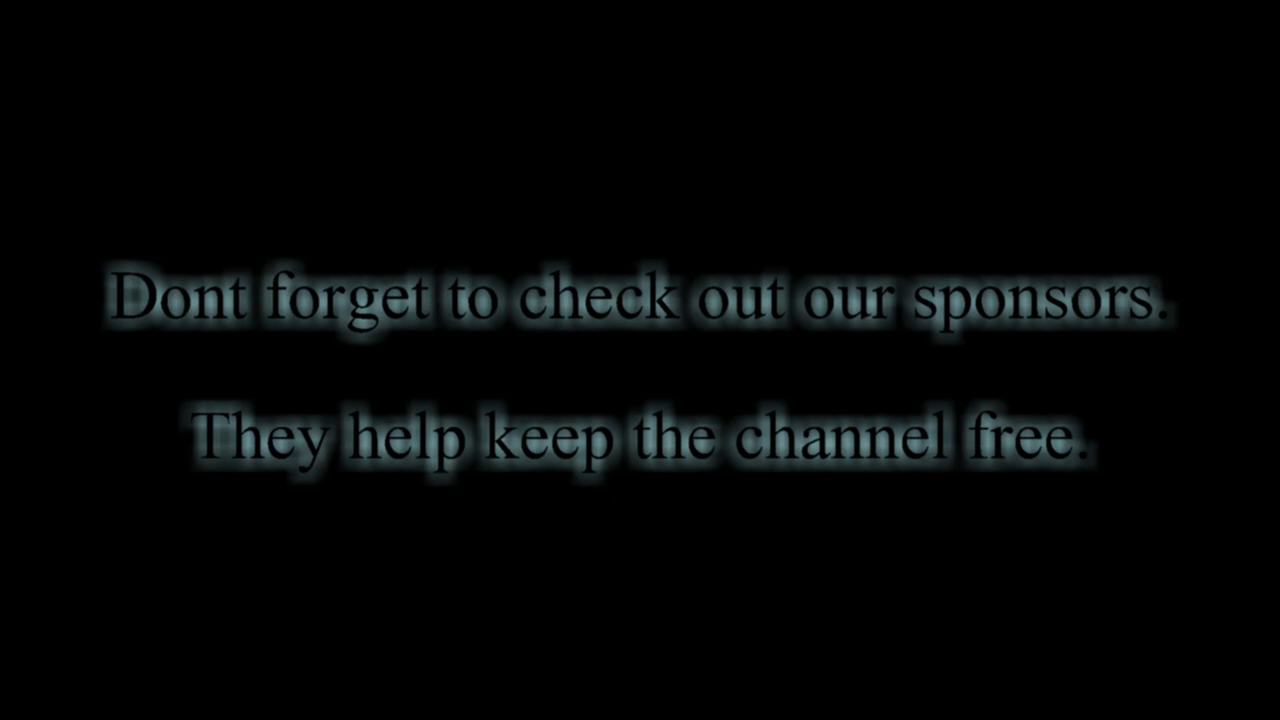 Dont forget to check out our sponsors.
They help keep the channel free.